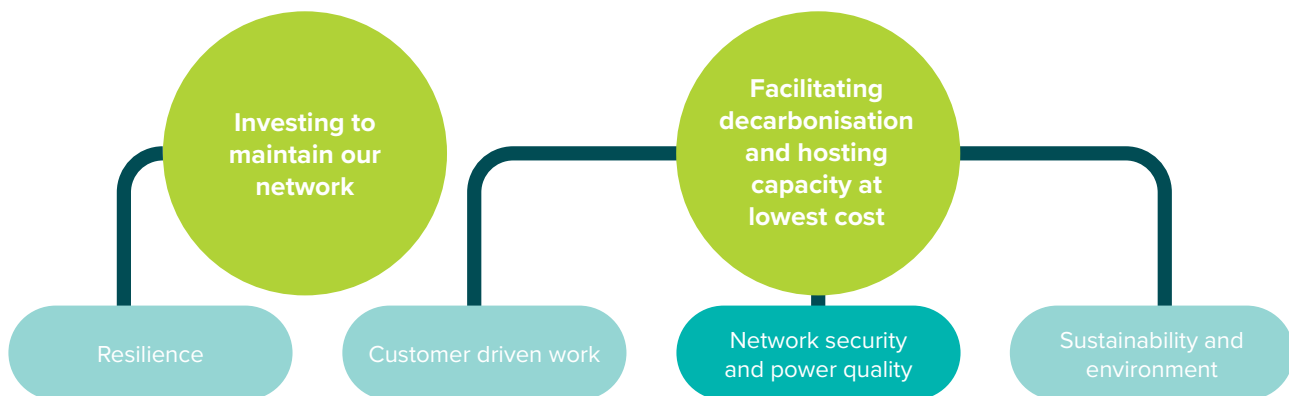 Investing to
maintain our
network
Facilitating
decarbonisation
and hosting
capacity at
lowest cost
Resilience
Customer driven work
Network security
and power quality
Sustainability and
environment